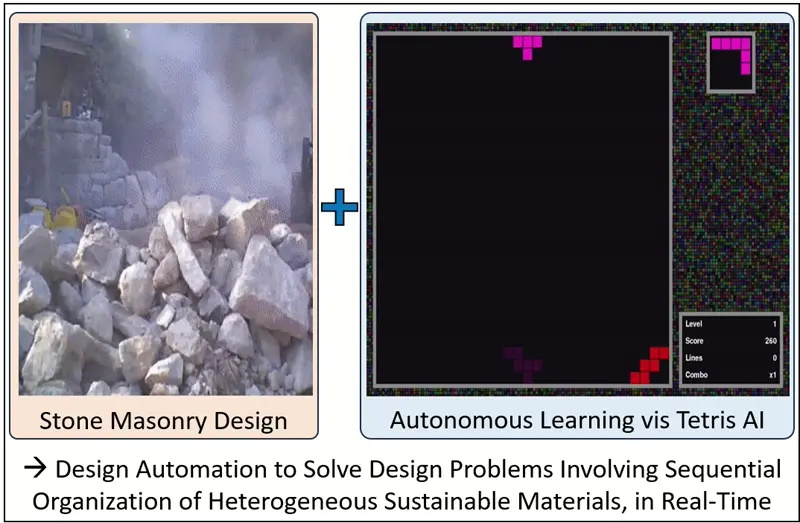 Level 1
Score 260
Lines 0
Combo x1
Stone Masonry Design
Autonomous Learning vis Tetris AI
→ Design Automation to Solve Design Problems Involving Sequential
Organization of Heterogeneous Sustainable Materials, in Real-Time